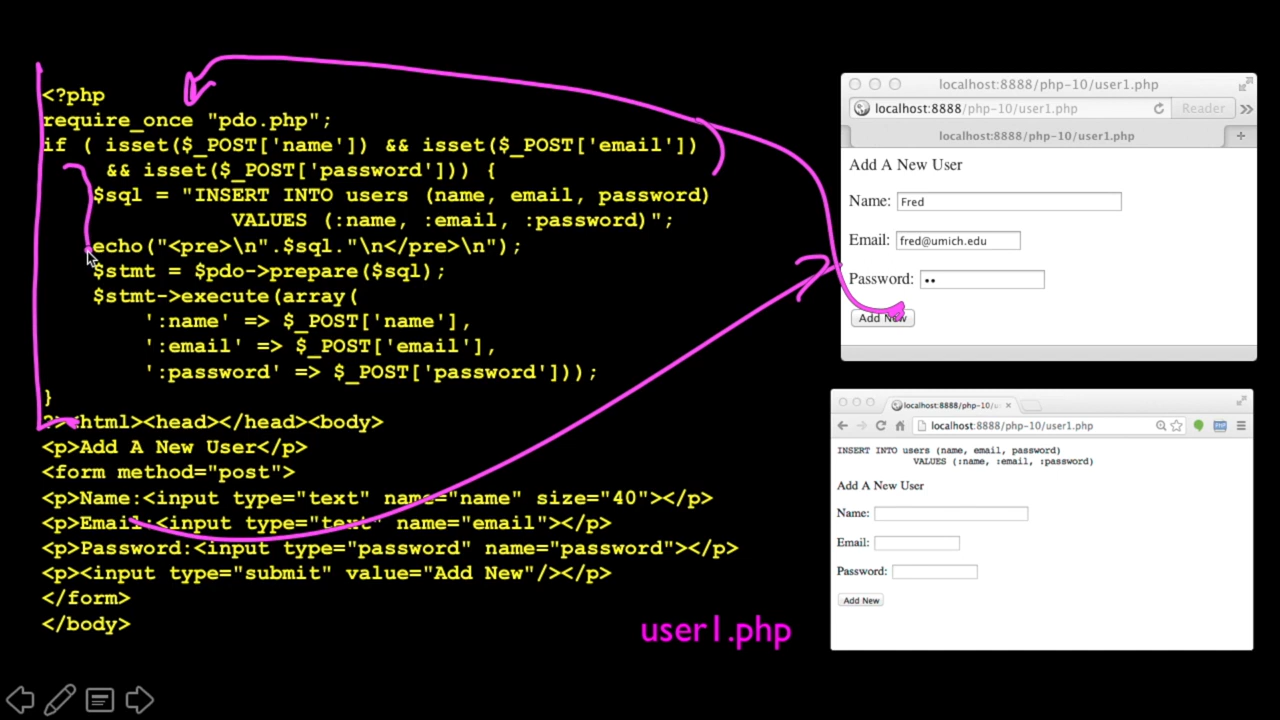 <?php
require_once "pdo.php";
if ( isset($_POST['name']) && isset($_POST['email'])
&& isset($_POST['password'])) {
$sql = "INSERT INTO users (name, email, password)
VALUES (:name, :email, :password)";
echo("<pre>\n".$sql."\n</pre>\n");
$stmt = $pdo->prepare($sql);
$stmt->execute(array(
':name' => $_POST['name'],
':email' => $_POST['email'],
':password' => $_POST['password']));
}
?><html><head></head><body>
<p>Add A New User</p>
<form method="post">
<p>Name:<input type="text" name="name" size="40"></p>
<p>Email:<input type="text" name="email"></p>
<p>Password:<input type="password" name="password"></p>
<p><input type="submit" value="Add New"/></p>
</form>
</body>
user1.php
localhost:8888/php-10/user1.php
localhost:8888/php-10/user1.php Reader
localhost:8888/php-10/user1.php
Add A New User
Name: Fred
Email: fred@umich.edu
Password: ••
Add New
localhost:8888/php-10/u
localhost:8888/php-10/user1.php
INSERT INTO users (name, email, password)
VALUES (:name, :email, :password)
Add A New User
Name:
Email:
Password:
Add New